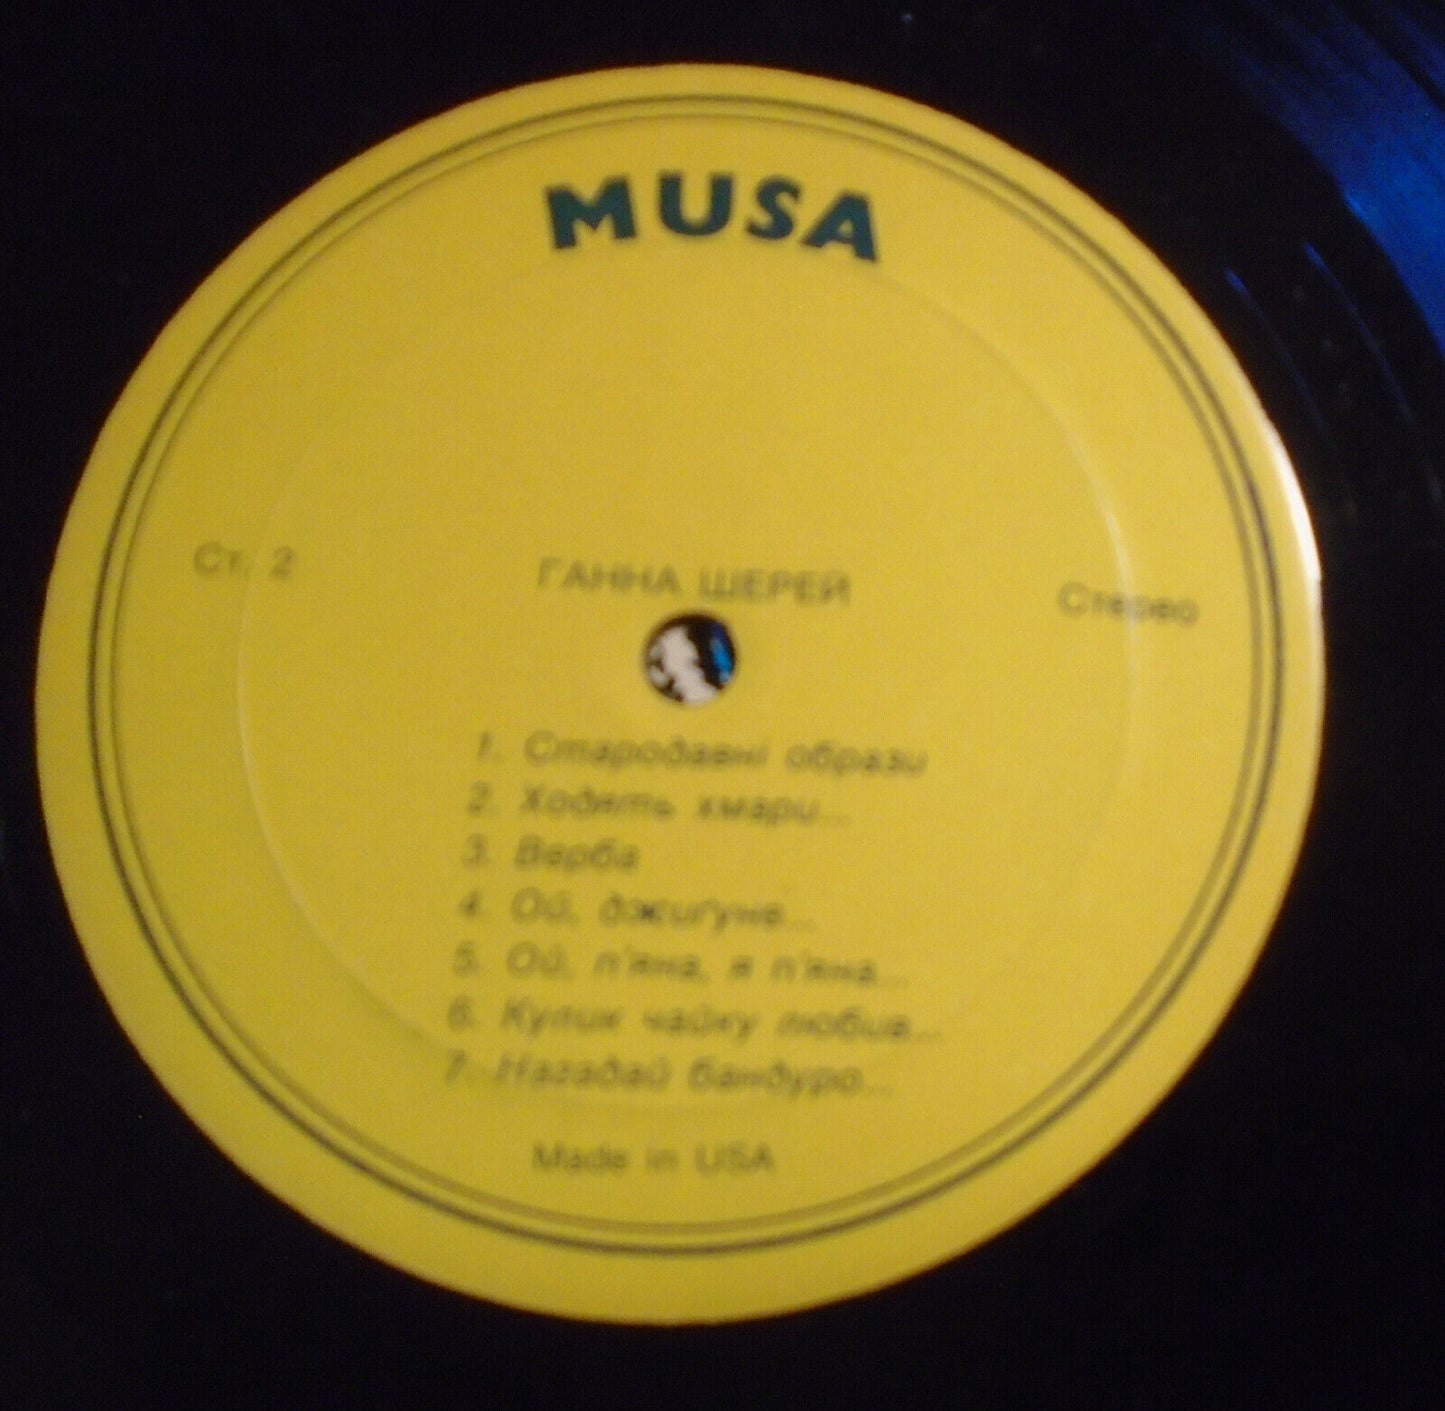 MUSA
Ст. 2 ГАННА ШЕРЕЙ Стерео
1. Стародавні образи
2. Ходять хмари...
3. Верба
4. Ой, джиґуне...
5. Ой, п'яна, я п'яна...
6. Кулик чайку любив...
7. Нагадай бандуро...
Made in USA